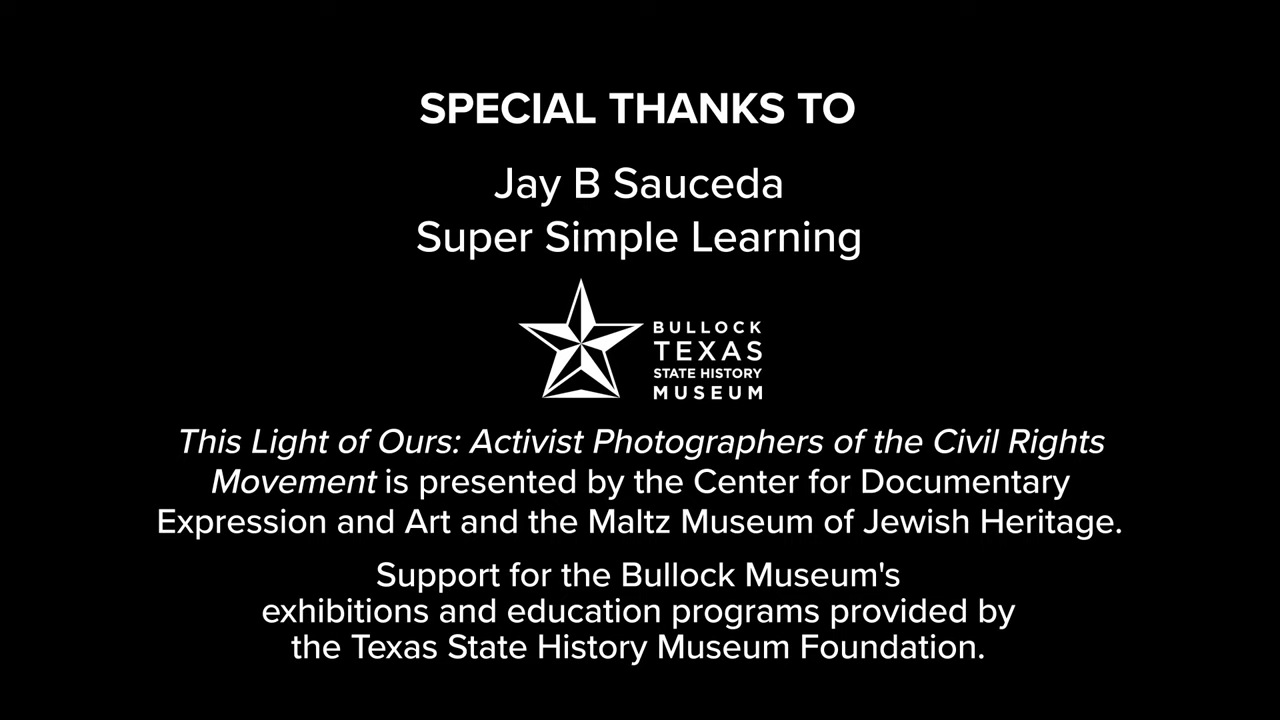 SPECIAL THANKS TO
Jay B Sauceda
Super Simple Learning
BULLOCK
TEXAS
STATE HISTORY
MUSEUM
This Light of Ours: Activist Photographers of the Civil Rights
Movement is presented by the Center for Documentary
Expression and Art and the Maltz Museum of Jewish Heritage.
Support for the Bullock Museum's
exhibitions and education programs provided by
the Texas State History Museum Foundation.